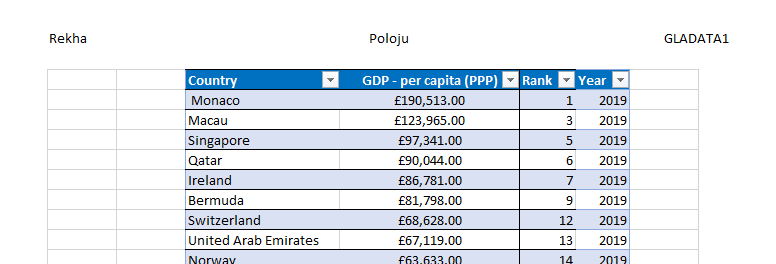 Rekha Poloju GLADATA1
Country GDP - per capita (PPP) Rank Year
Monaco £190,513.00 1 2019
Macau £123,965.00 3 2019
Singapore £97,341.00 5 2019
Qatar £90,044.00 6 2019
Ireland £86,781.00 7 2019
Bermuda £81,798.00 9 2019
Switzerland £68,628.00 12 2019
United Arab Emirates £67,119.00 13 2019
Norway £63,633.00 14 2019